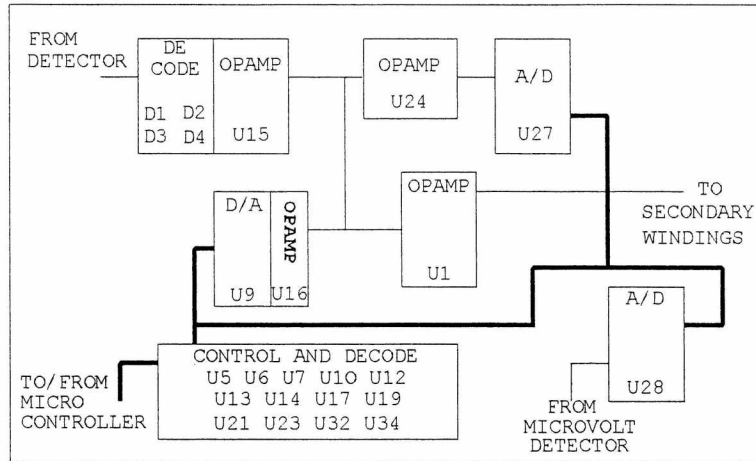 FROM
DETECTOR
DE
CODE
D1 D2
D3 D4
OPAMP
U15
OPAMP
U24
A/D
U27
D/A
U9
OPAMP
U16
OPAMP
U1
TO
SECONDARY
WINDINGS
A/D
U28
FROM
MICROVOLT
DETECTOR
TO/FROM
MICRO
CONTROLLER
CONTROL AND DECODE
U5 U6 U7 U10 U12
U13 U14 U17 U19
U21 U23 U32 U34